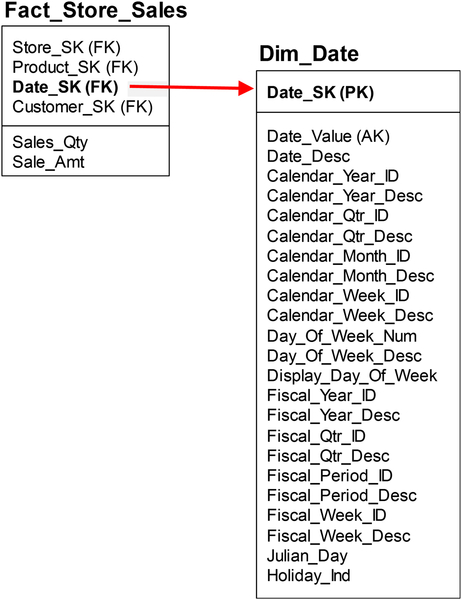 Fact_Store_Sales
Store_SK (FK)
Product_SK (FK)
Date_SK (FK)
Customer_SK (FK)
Sales_Qty
Sale_Amt
Dim_Date
Date_SK (PK)
Date_Value (AK)
Date_Desc
Calendar_Year_ID
Calendar_Year_Desc
Calendar_Qtr_ID
Calendar_Qtr_Desc
Calendar_Month_ID
Calendar_Month_Desc
Calendar_Week_ID
Calendar_Week_Desc
Day_Of_Week_Num
Day_Of_Week_Desc
Display_Day_Of_Week
Fiscal_Year_ID
Fiscal_Year_Desc
Fiscal_Qtr_ID
Fiscal_Qtr_Desc
Fiscal_Period_ID
Fiscal_Period_Desc
Fiscal_Week_ID
Fiscal_Week_Desc
Julian_Day
Holiday_Ind